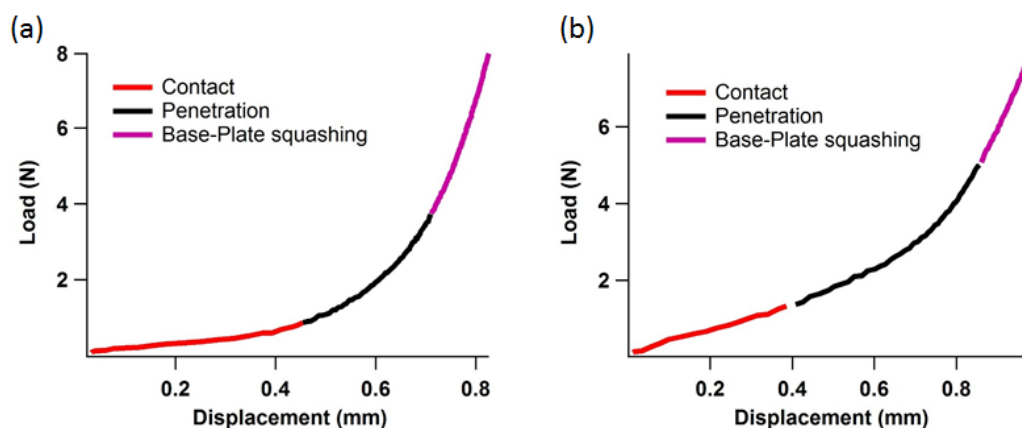 (a)
8
6
4
2
Load (N)
Contact
Penetration
Base-Plate squashing
0.2 0.4 0.6 0.8
Displacement (mm)
(b)
6
4
2
Load (N)
Contact
Penetration
Base-Plate squashing
0.2 0.4 0.6 0.8
Displacement (mm)